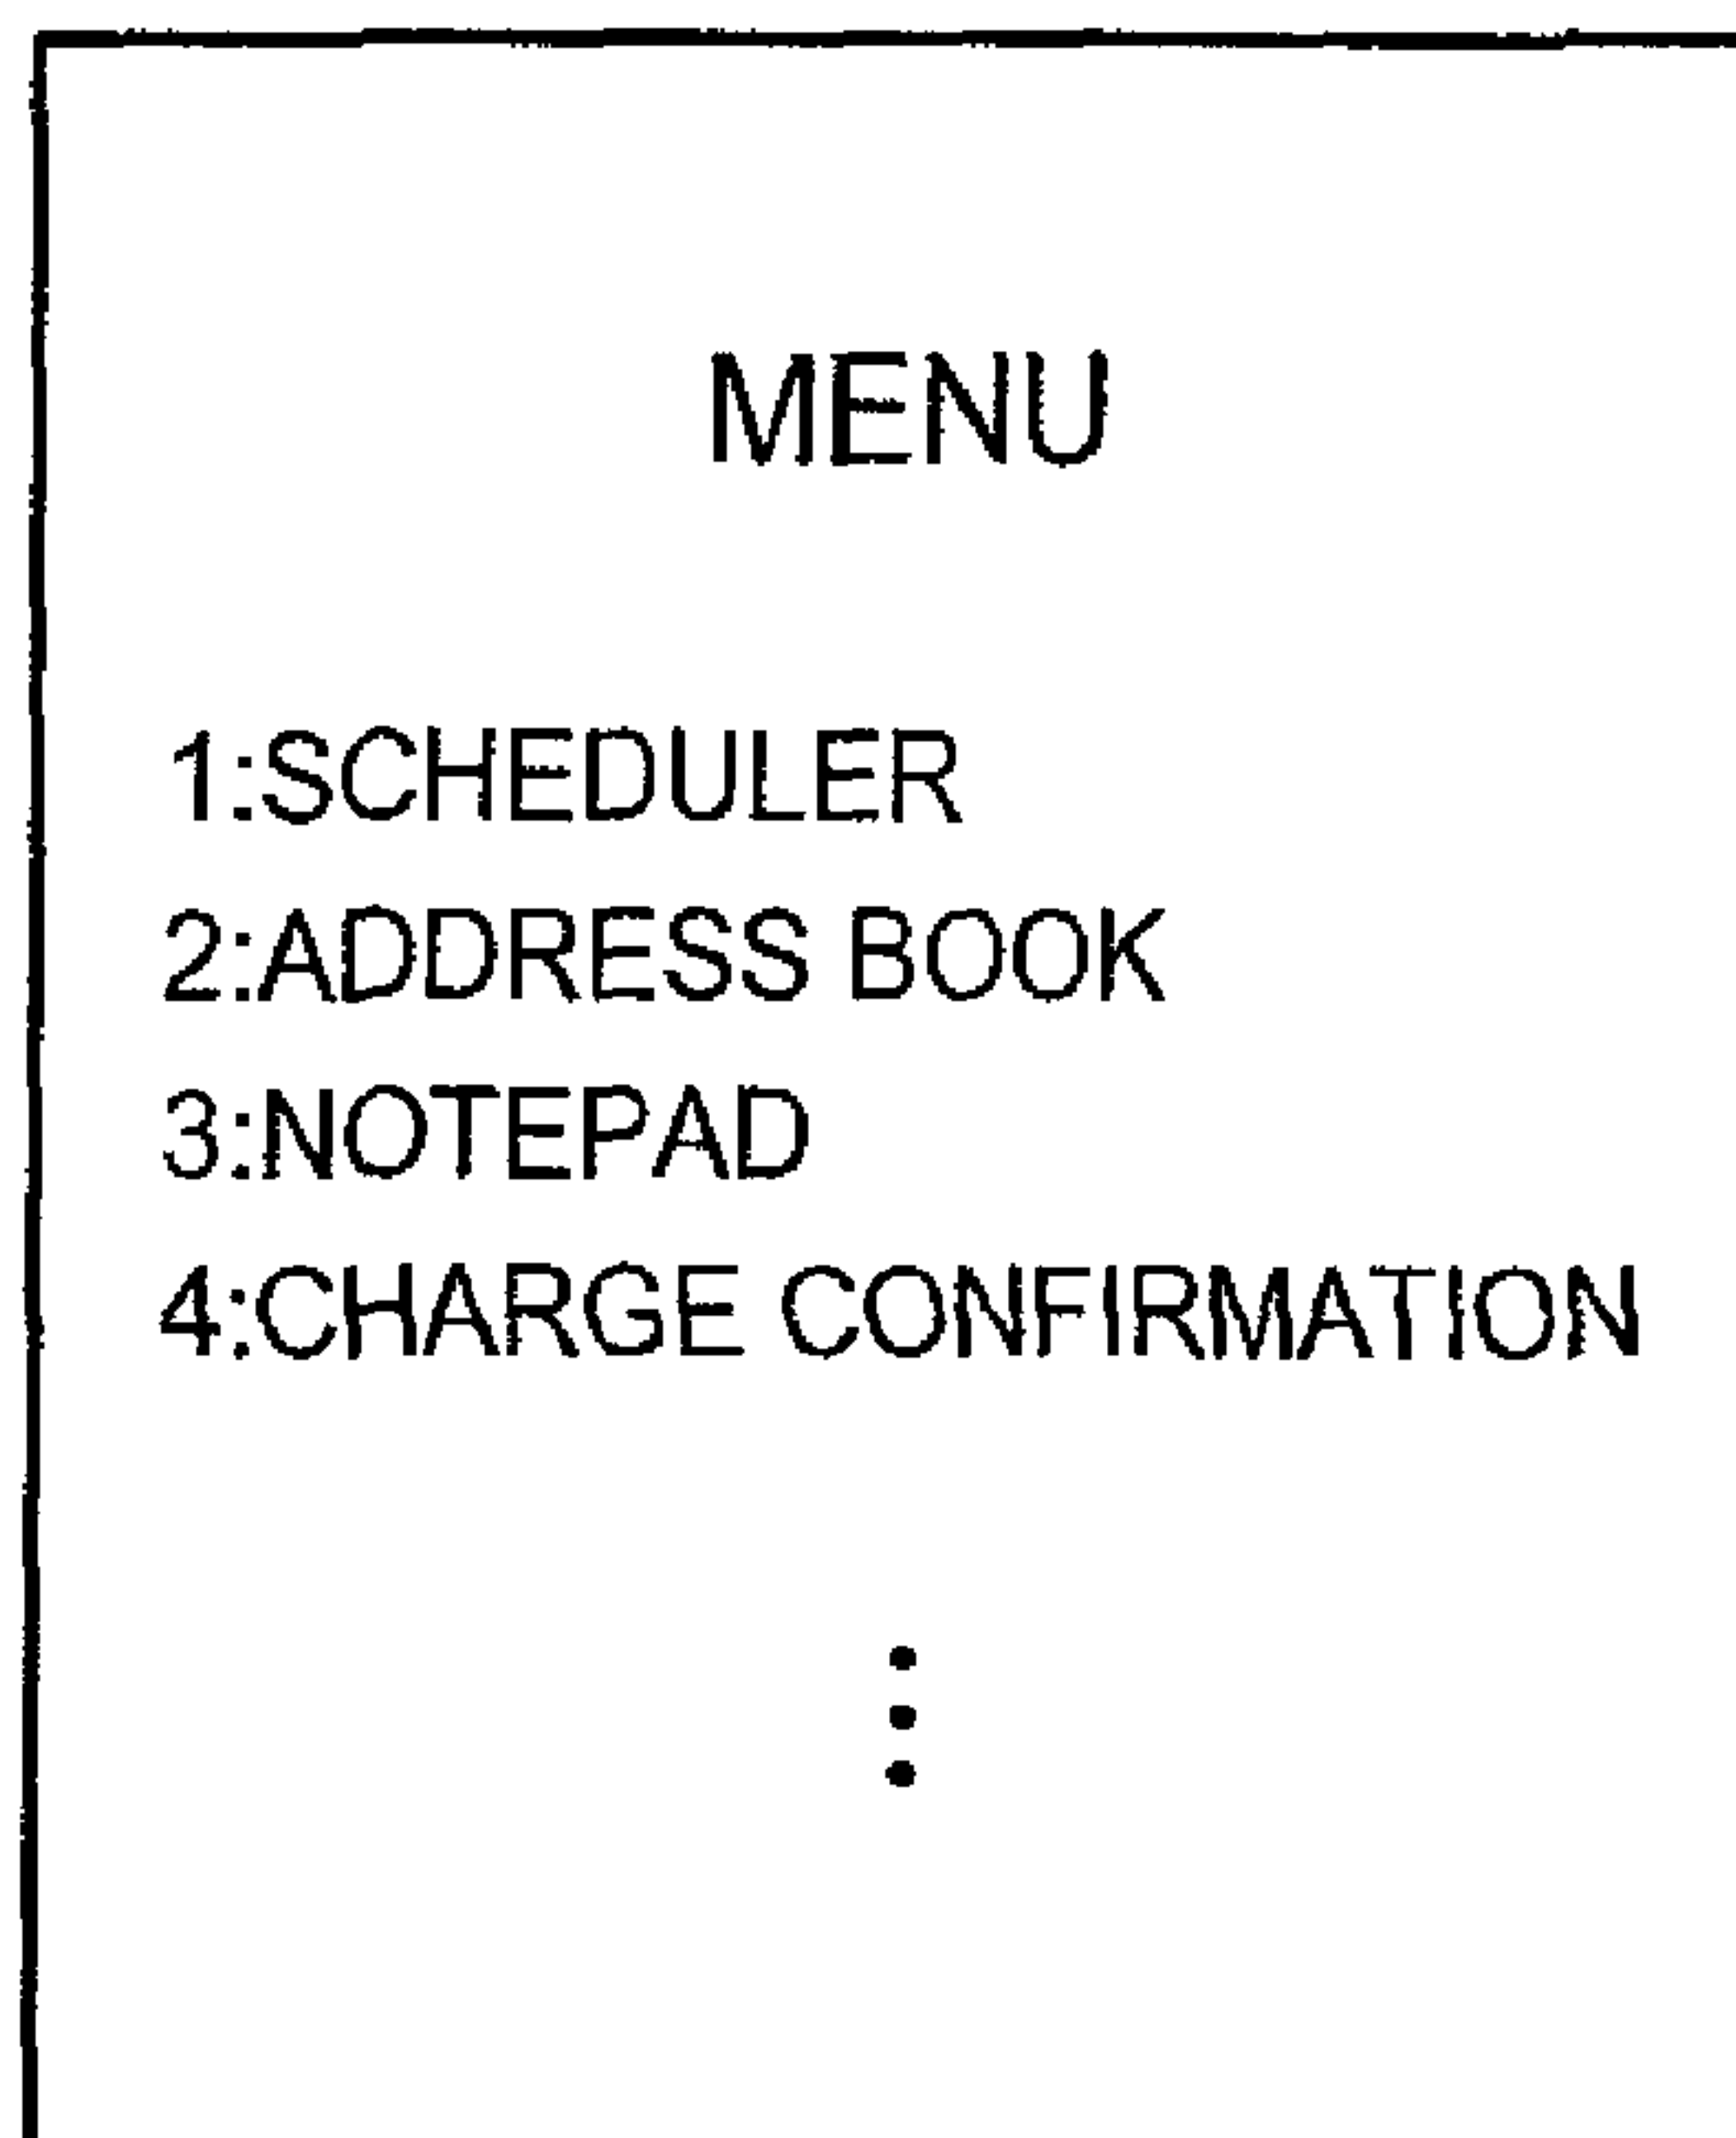 MENU
1:SCHEDULER
2:ADDRESS BOOK
3:NOTEPAD
4:CHARGE CONFIRMATION